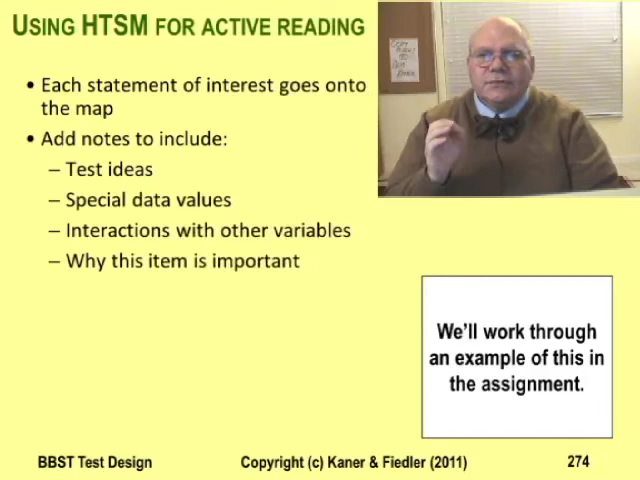 USING HTSM FOR ACTIVE READING
• Each statement of interest goes onto
the map
• Add notes to include:
– Test ideas
– Special data values
– Interactions with other variables
– Why this item is important
We'll work through
an example of this in
the assignment.
BBST Test Design Copyright (c) Kaner & Fiedler (2011) 274